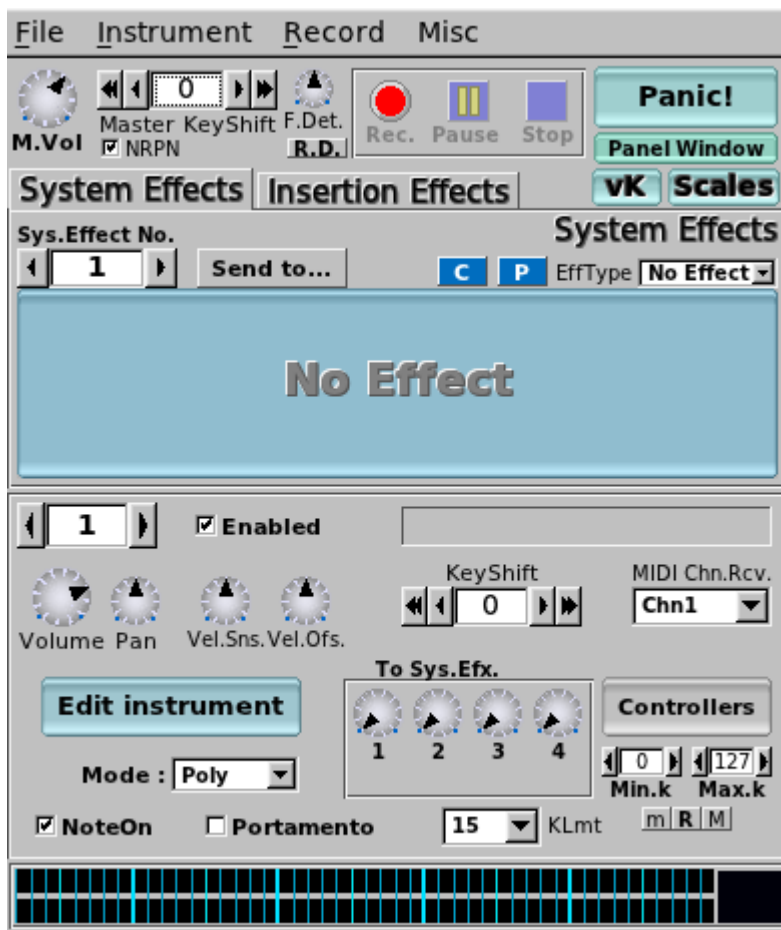 File Instrument Record Misc
0
Panic!
M.Vol Master KeyShift F.Det. Rec. Pause Stop
NRPN R.D. Panel Window
System Effects Insertion Effects vK Scales
Sys.Effect No. System Effects
1 Send to... C P EffType No Effect
No Effect
1 Enabled
KeyShift MIDI Chn.Rcv.
0 Chn1
Volume Pan Vel.Sns. Vel.Ofs.
To Sys.Efx.
Edit instrument Controllers
1 2 3 4
0 127
Mode : Poly Min.k Max.k
NoteOn Portamento 15 KLmt m R M